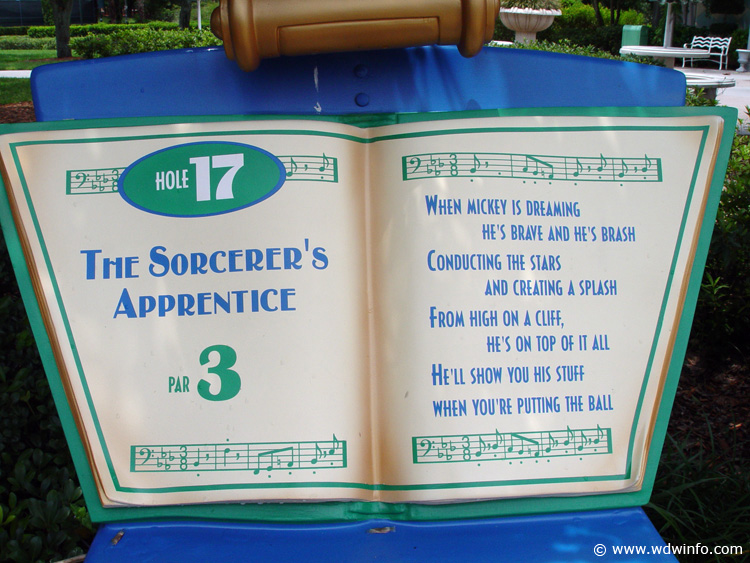 HOLE 17
THE SORCERER'S
APPRENTICE
PAR 3
WHEN MICKEY IS DREAMING
HE'S BRAVE AND HE'S BRASH
CONDUCTING THE STARS
AND CREATING A SPLASH
FROM HIGH ON A CLIFF,
HE'S ON TOP OF IT ALL
HE'LL SHOW YOU HIS STUFF
WHEN YOU'RE PUTTING THE BALL
© www.wdwinfo.com